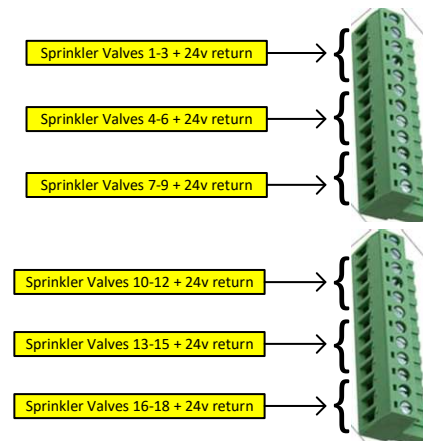 Sprinkler Valves 1-3 + 24v return
Sprinkler Valves 4-6 + 24v return
Sprinkler Valves 7-9 + 24v return
Sprinkler Valves 10-12 + 24v return
Sprinkler Valves 13-15 + 24v return
Sprinkler Valves 16-18 + 24v return